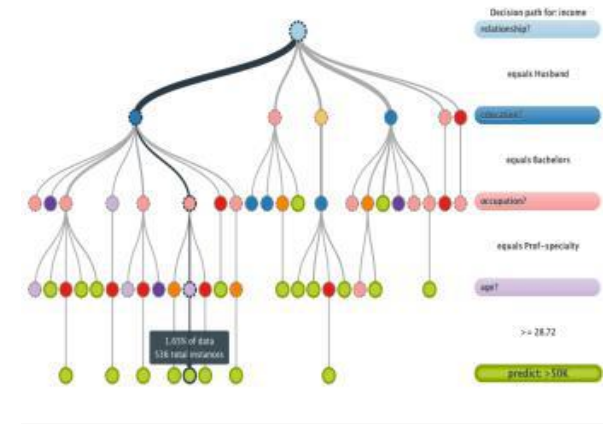 Decision path for: income
relationship?
equals Husband
education?
equals Bachelors
occupation?
equals Prof-specialty
age?
>= 28.72
1.65% of data
536 total instances
predict: >50K